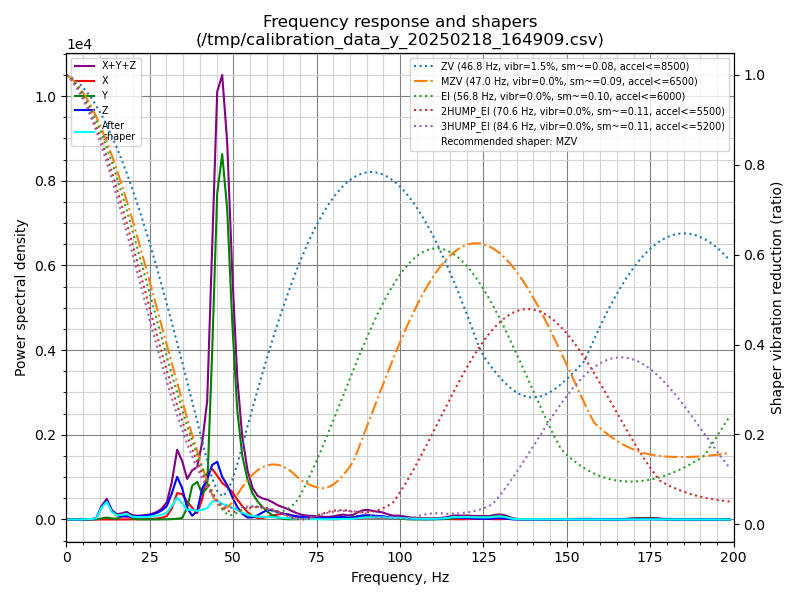 Frequency response and shapers
(/tmp/calibration_data_y_20250218_164909.csv)
1e4
X+Y+Z
X
Y
Z
After
shaper
ZV (46.8 Hz, vibr=1.5%, sm~=0.08, accel<=8500)
MZV (47.0 Hz, vibr=0.0%, sm~=0.09, accel<=6500)
EI (56.8 Hz, vibr=0.0%, sm~=0.10, accel<=6000)
2HUMP_EI (70.6 Hz, vibr=0.0%, sm~=0.11, accel<=5500)
3HUMP_EI (84.6 Hz, vibr=0.0%, sm~=0.11, accel<=5200)
Recommended shaper: MZV
Power spectral density
1.0
0.8
0.6
0.4
0.2
0.0
1.0
0.8
0.6
0.4
0.2
0.0
Shaper vibration reduction (ratio)
0 25 50 75 100 125 150 175 200
Frequency, Hz